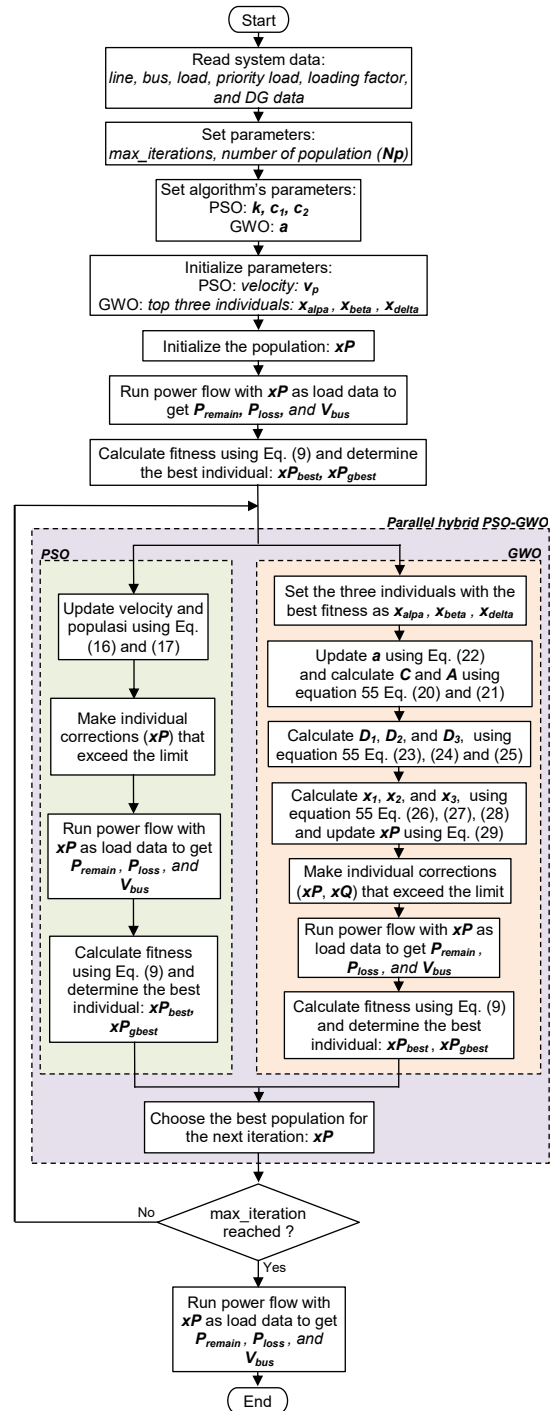 Start
Read system data:
line, bus, load, priority load, loading factor,
and DG data
Set parameters:
max_iterations, number of population (Np)
Set algorithm's parameters:
PSO: k, c1, c2
GWO: a
Initialize parameters:
PSO: velocity: vp
GWO: top three individuals: xalpa , xbeta , xdelta
Initialize the population: xP
Run power flow with xP as load data to
get Premain, Ploss, and Vbus
Calculate fitness using Eq. (9) and determine
the best individual: xPbest, xPgbest
Parallel hybrid PSO-GWO
PSO
Update velocity and
populasi using Eq.
(16) and (17)
Make individual
corrections (xP) that
exceed the limit
Run power flow with
xP as load data to get
Premain , Ploss , and
Vbus
Calculate fitness
using Eq. (9) and
determine the best
individual: xPbest,
xPgbest
GWO
Set the three individuals with
the best fitness as xalpa , xbeta , xdelta
Update a using Eq. (22)
and calculate C and A using
equation 55 Eq. (20) and (21)
Calculate D1, D2, and D3, using
equation 55 Eq. (23), (24) and (25)
Calculate x1, x2, and x3, using
equation 55 Eq. (26), (27), (28)
and update xP using Eq. (29)
Make individual corrections
(xP, xQ) that exceed the limit
Run power flow with xP as
load data to get Premain ,
Ploss , and Vbus
Calculate fitness using Eq. (9)
and determine the best
individual: xPbest , xPgbest
Choose the best population for
the next iteration: xP
No
max_iteration
reached ?
Yes
Run power flow with
xP as load data to get
Premain , Ploss , and
Vbus
End